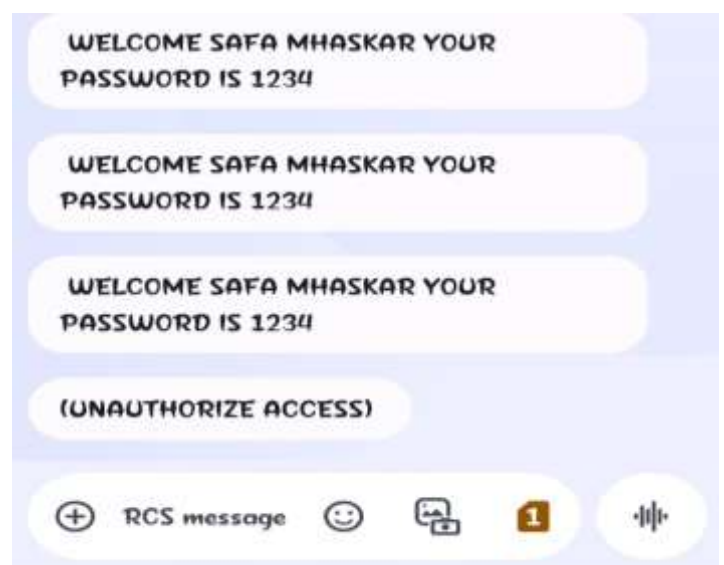 WELCOME SAFA MHASKAR YOUR
PASSWORD IS 1234
WELCOME SAFA MHASKAR YOUR
PASSWORD IS 1234
WELCOME SAFA MHASKAR YOUR
PASSWORD IS 1234
(UNAUTHORIZE ACCESS)
RCS message
1